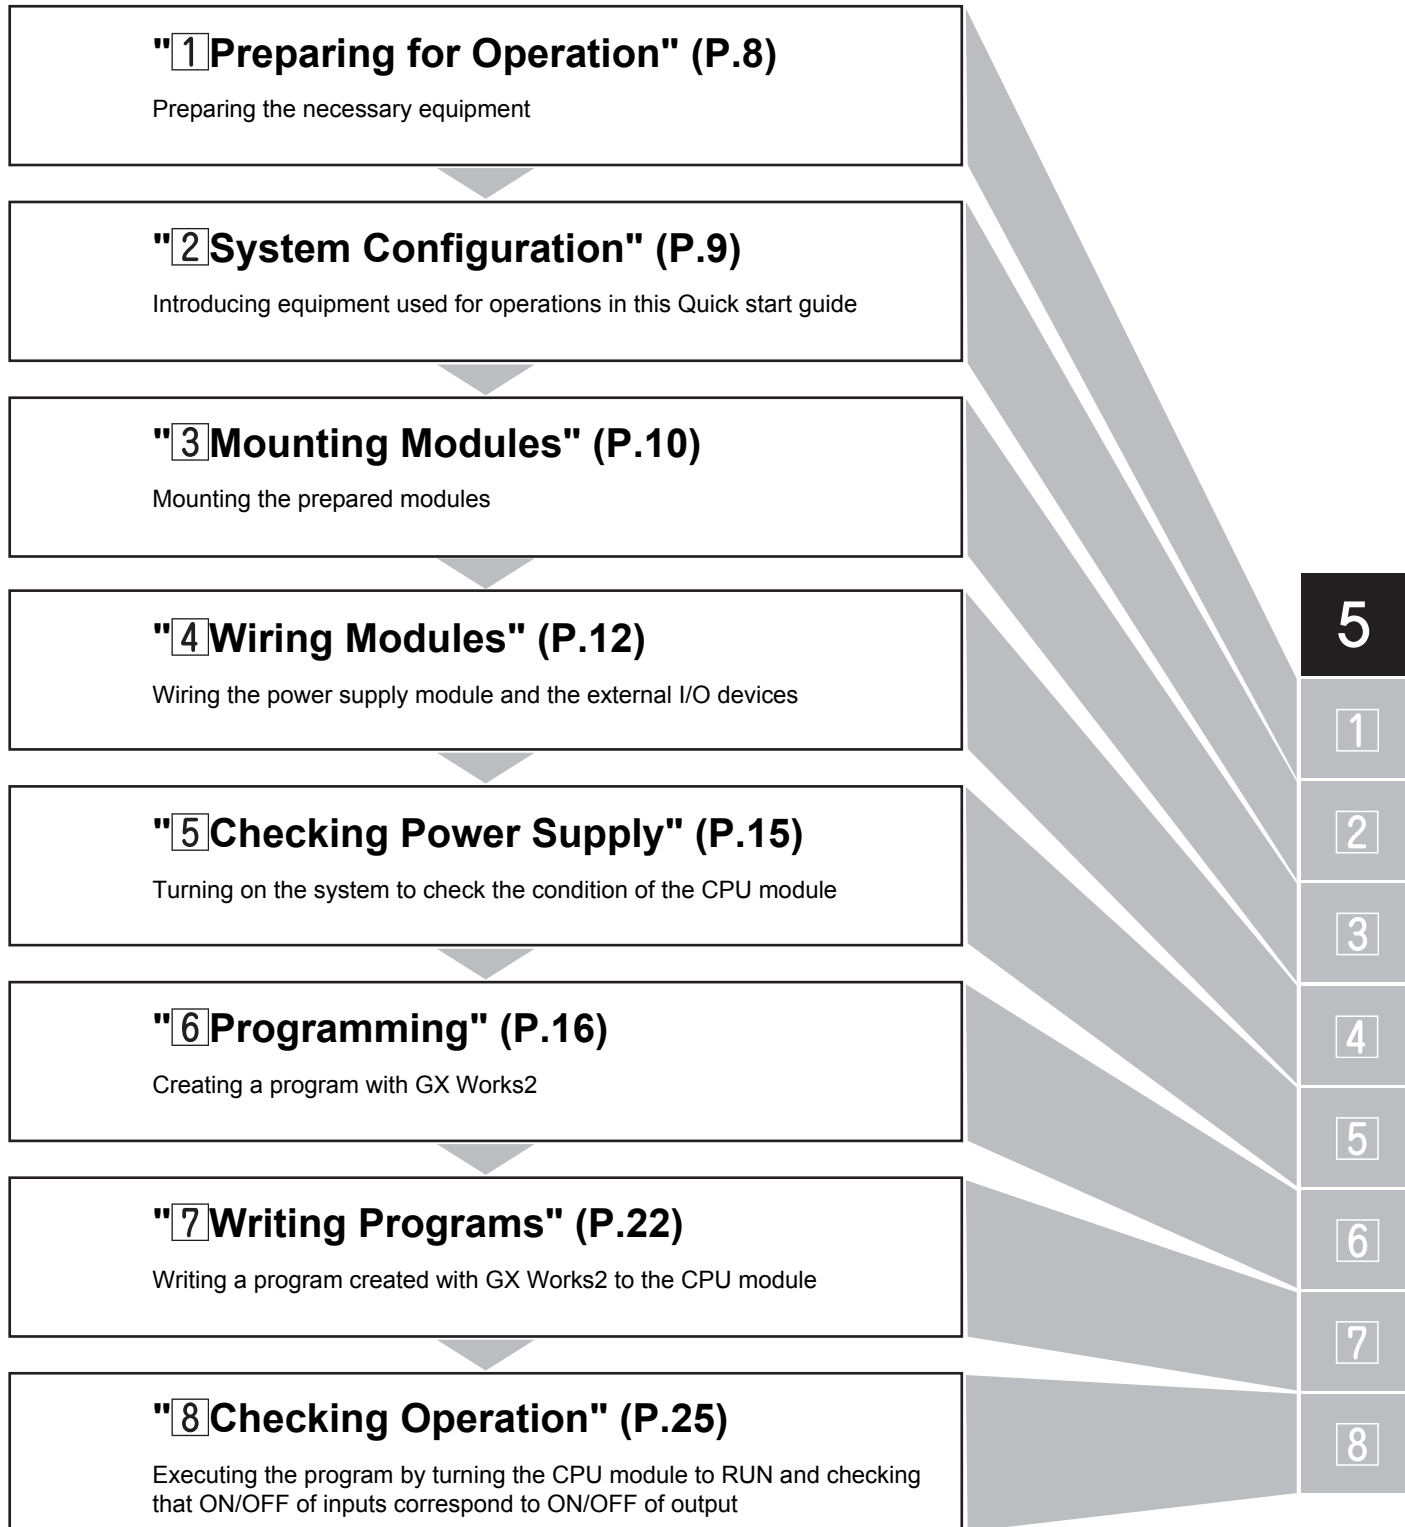 "1Preparing for Operation" (P.8)
Preparing the necessary equipment
"2System Configuration" (P.9)
Introducing equipment used for operations in this Quick start guide
"3Mounting Modules" (P.10)
Mounting the prepared modules
"4Wiring Modules" (P.12)
Wiring the power supply module and the external I/O devices
"5Checking Power Supply" (P.15)
Turning on the system to check the condition of the CPU module
"6Programming" (P.16)
Creating a program with GX Works2
"7Writing Programs" (P.22)
Writing a program created with GX Works2 to the CPU module
"8Checking Operation" (P.25)
Executing the program by turning the CPU module to RUN and checking
that ON/OFF of inputs correspond to ON/OFF of output
5
1
2
3
4
5
6
7
8